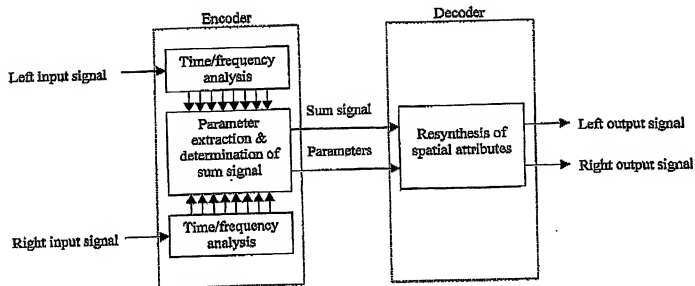 Encoder
Decoder
Time/frequency
analysis
Left input signal
Sum signal
Parameter
extraction &
determination of
sum signal
Parameters
Resynthesis of
spatial attributes
Left output signal
Right output signal
Time/frequency
analysis
Right input signal